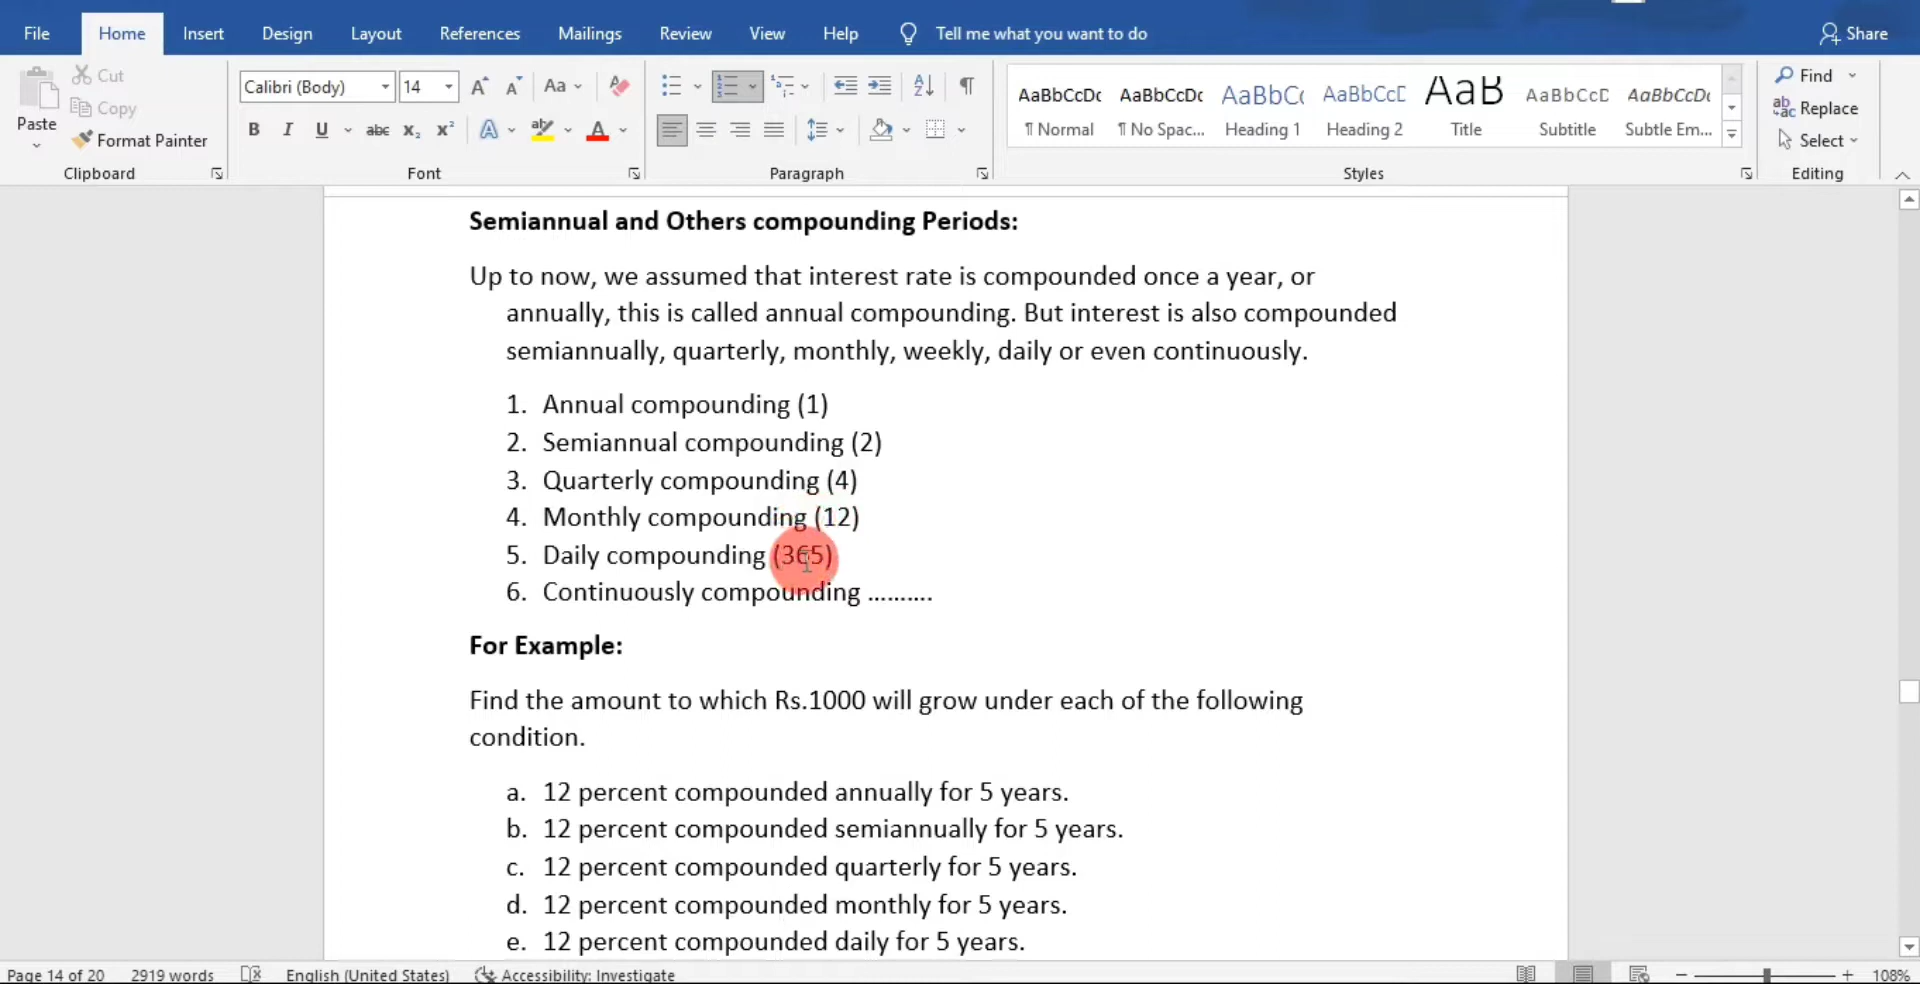 File Home Insert Design Layout References Mailings Review View Help Tell me what you want to do Share
Cut
Copy
Paste
Format Painter
Clipboard
Calibri (Body) 14 Aa
B I U abc x₂ x² A ab A
Font
Paragraph
AaBbCcDc AaBbCcDc AaBbC AaBbCcE AaB AaBbCcD AaBbCcDc
¶ Normal ¶ No Spac... Heading 1 Heading 2 Title Subtitle Subtle Em...
Styles
Find
Replace
Select
Editing
Semiannual and Others compounding Periods:
Up to now, we assumed that interest rate is compounded once a year, or
annually, this is called annual compounding. But interest is also compounded
semiannually, quarterly, monthly, weekly, daily or even continuously.
1. Annual compounding (1)
2. Semiannual compounding (2)
3. Quarterly compounding (4)
4. Monthly compounding (12)
5. Daily compounding (365)
6. Continuously compounding ..........
For Example:
Find the amount to which Rs.1000 will grow under each of the following
condition.
a. 12 percent compounded annually for 5 years.
b. 12 percent compounded semiannually for 5 years.
c. 12 percent compounded quarterly for 5 years.
d. 12 percent compounded monthly for 5 years.
e. 12 percent compounded daily for 5 years.
Page 14 of 20 2919 words English (United States) Accessibility: Investigate 108%